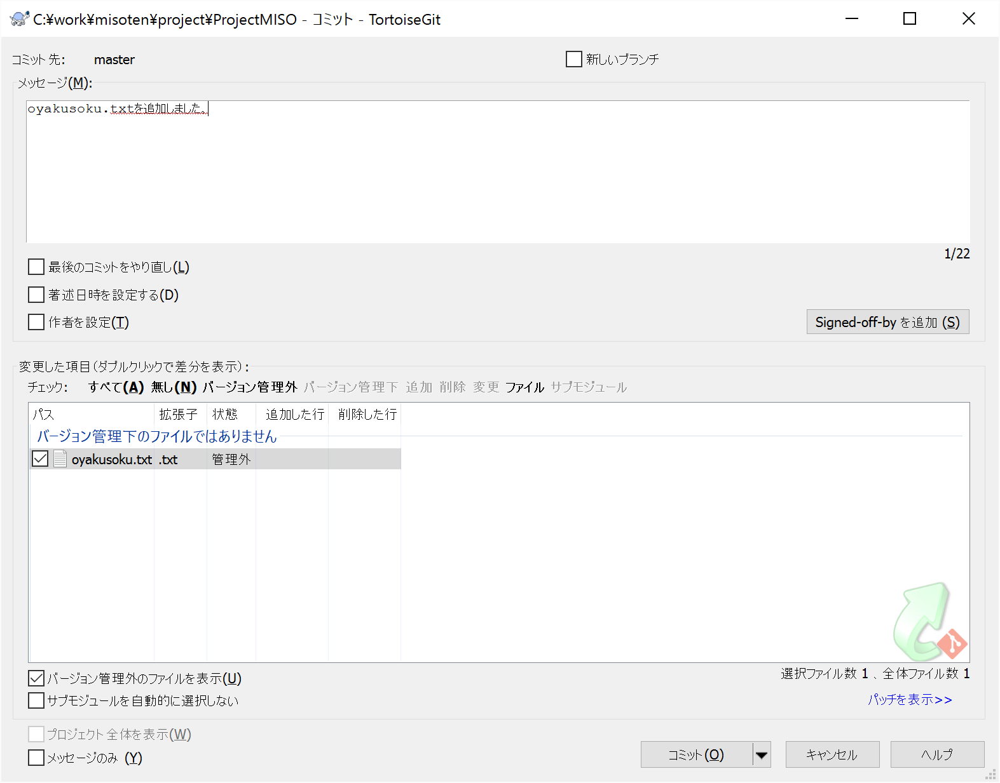 C:¥work¥misoten¥project¥ProjectMISO - コミット - TortoiseGit
コミット 先: master 新しいブランチ
メッセージ(M):
oyakusoku.txtを追加しました。
1/22
最後のコミットをやり直し(L)
著述日時を設定する(D)
作者を設定(T)
Signed-off-by を追加 (S)
変更した項目(ダブルクリックで差分を表示):
チェック: すべて(A) 無し(N) バージョン管理外 バージョン管理下 追加 削除 変更 ファイル サブモジュール
パス 拡張子 状態 追加した行 削除した行
バージョン管理下のファイルではありません
oyakusoku.txt .txt 管理外
バージョン管理外のファイルを表示(U)
選択ファイル数 1 、全体ファイル数 1
サブモジュールを自動的に選択しない
パッチを表示>>
プロジェクト全体を表示(W)
メッセージのみ (Y)
コミット(O) キャンセル ヘルプ